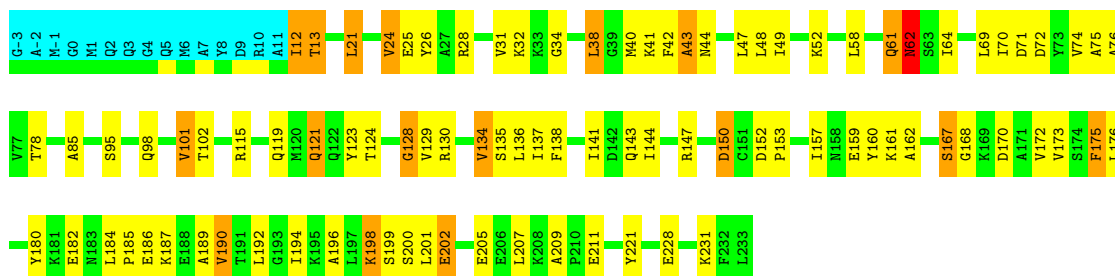 G-3 A-2 M-1 G0 M1 Q2 Q3 G4 Q5 M6 A7 Y8 D9 R10 A11 I12 T13 L21 V24 E25 Y26 A27 R28 V31 K32 K33 G34 L38 G39 M40 K41 F42 A43 N44 L47 L48 I49 K52 L58 Q61 N62 S63 I64 L69 I70 D71 D72 Y73 V74 A75 A76
V77 T78 A85 S95 Q98 V101 T102 R115 Q119 M120 Q121 Q122 Y123 T124 G128 V129 R130 V134 S135 L136 I137 F138 I141 D142 Q143 I144 R147 D150 C151 D152 P153 I157 N158 E159 Y160 K161 A162 S167 G168 K169 D170 A171 V172 V173 S174 F175 L176
Y180 K181 E182 N183 L184 P185 E186 K187 E188 A189 V190 T191 L192 G193 I194 K195 A196 L197 K198 S199 S200 L201 E202 E205 E206 L207 K208 A209 P210 E211 Y221 E228 K231 F232 L233